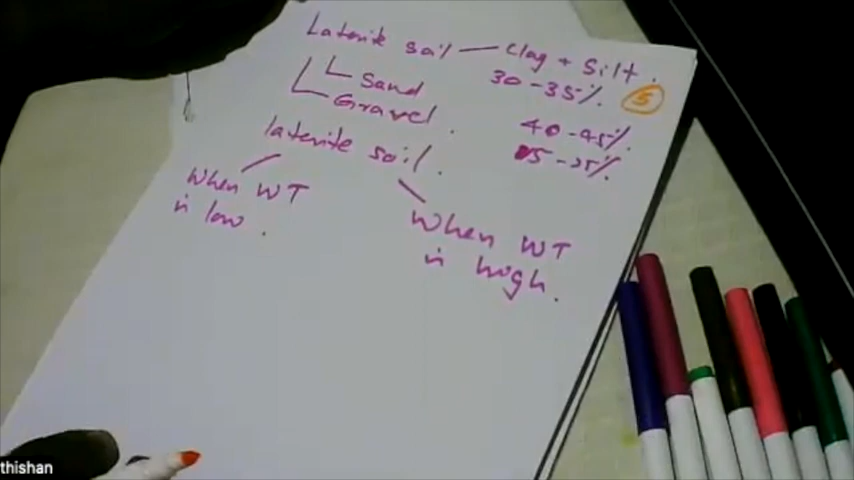 Laterite soil — Clay + Silt.
30-35%.
5
Sand
Gravel.
40-45%.
15-25%.
laterite soil.
When WT
is low.
When WT
is high.
thishan